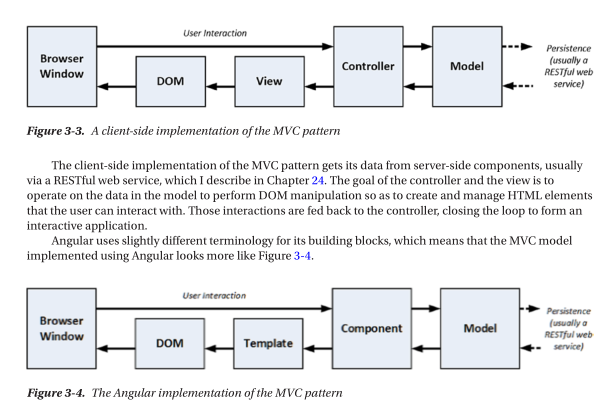 User Interaction
Browser
Window
DOM
View
Controller
Model
Persistence
(usually a
RESTful web
service)
Figure 3-3. A client-side implementation of the MVC pattern
The client-side implementation of the MVC pattern gets its data from server-side components, usually
via a RESTful web service, which I describe in Chapter 24. The goal of the controller and the view is to
operate on the data in the model to perform DOM manipulation so as to create and manage HTML elements
that the user can interact with. Those interactions are fed back to the controller, closing the loop to form an
interactive application.
Angular uses slightly different terminology for its building blocks, which means that the MVC model
implemented using Angular looks more like Figure 3-4.
User Interaction
Browser
Window
DOM
Template
Component
Model
Persistence
(usually a
RESTful web
service)
Figure 3-4. The Angular implementation of the MVC pattern